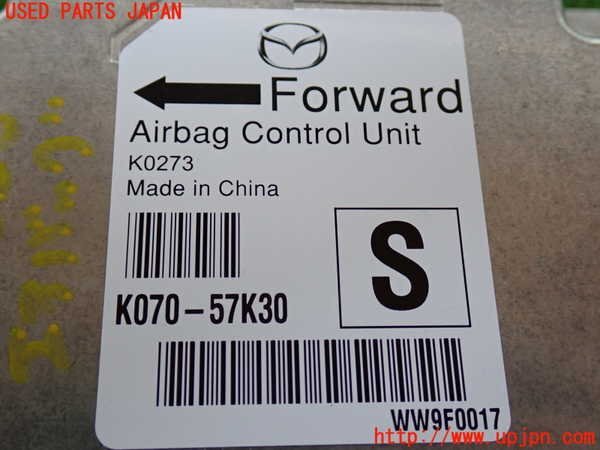 USED PARTS JAPAN
Forward
Airbag Control Unit
K0273
Made in China
S
K070-57K30
WW9F0017
http://www.upjpn.com/